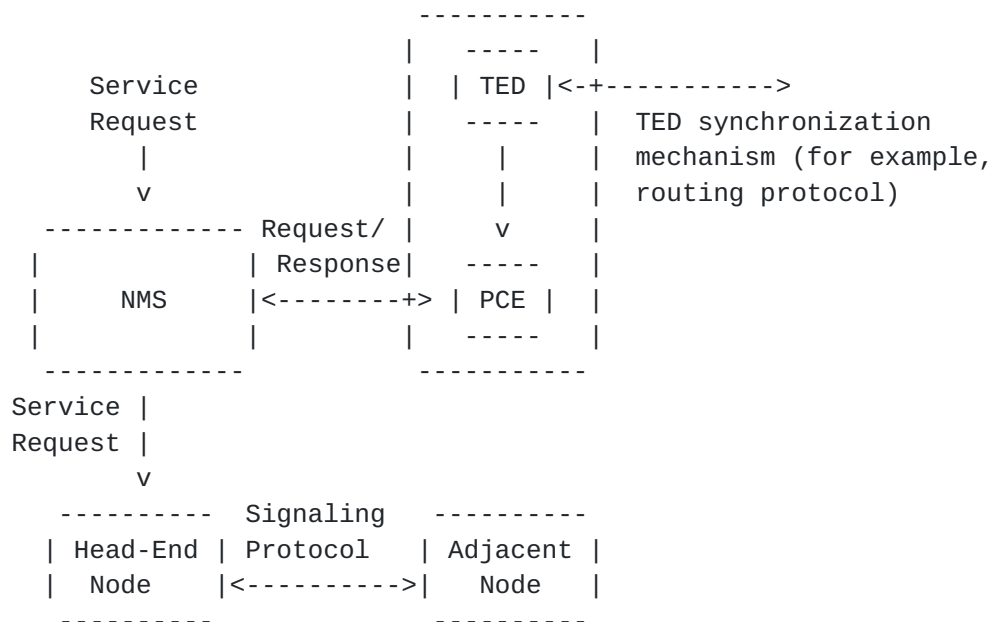 Service | TED |
Request TED synchronization
mechanism (for example,
routing protocol)
Request/
Response
NMS PCE
Service
Request
Signaling
Head-End Protocol Adjacent
Node Node